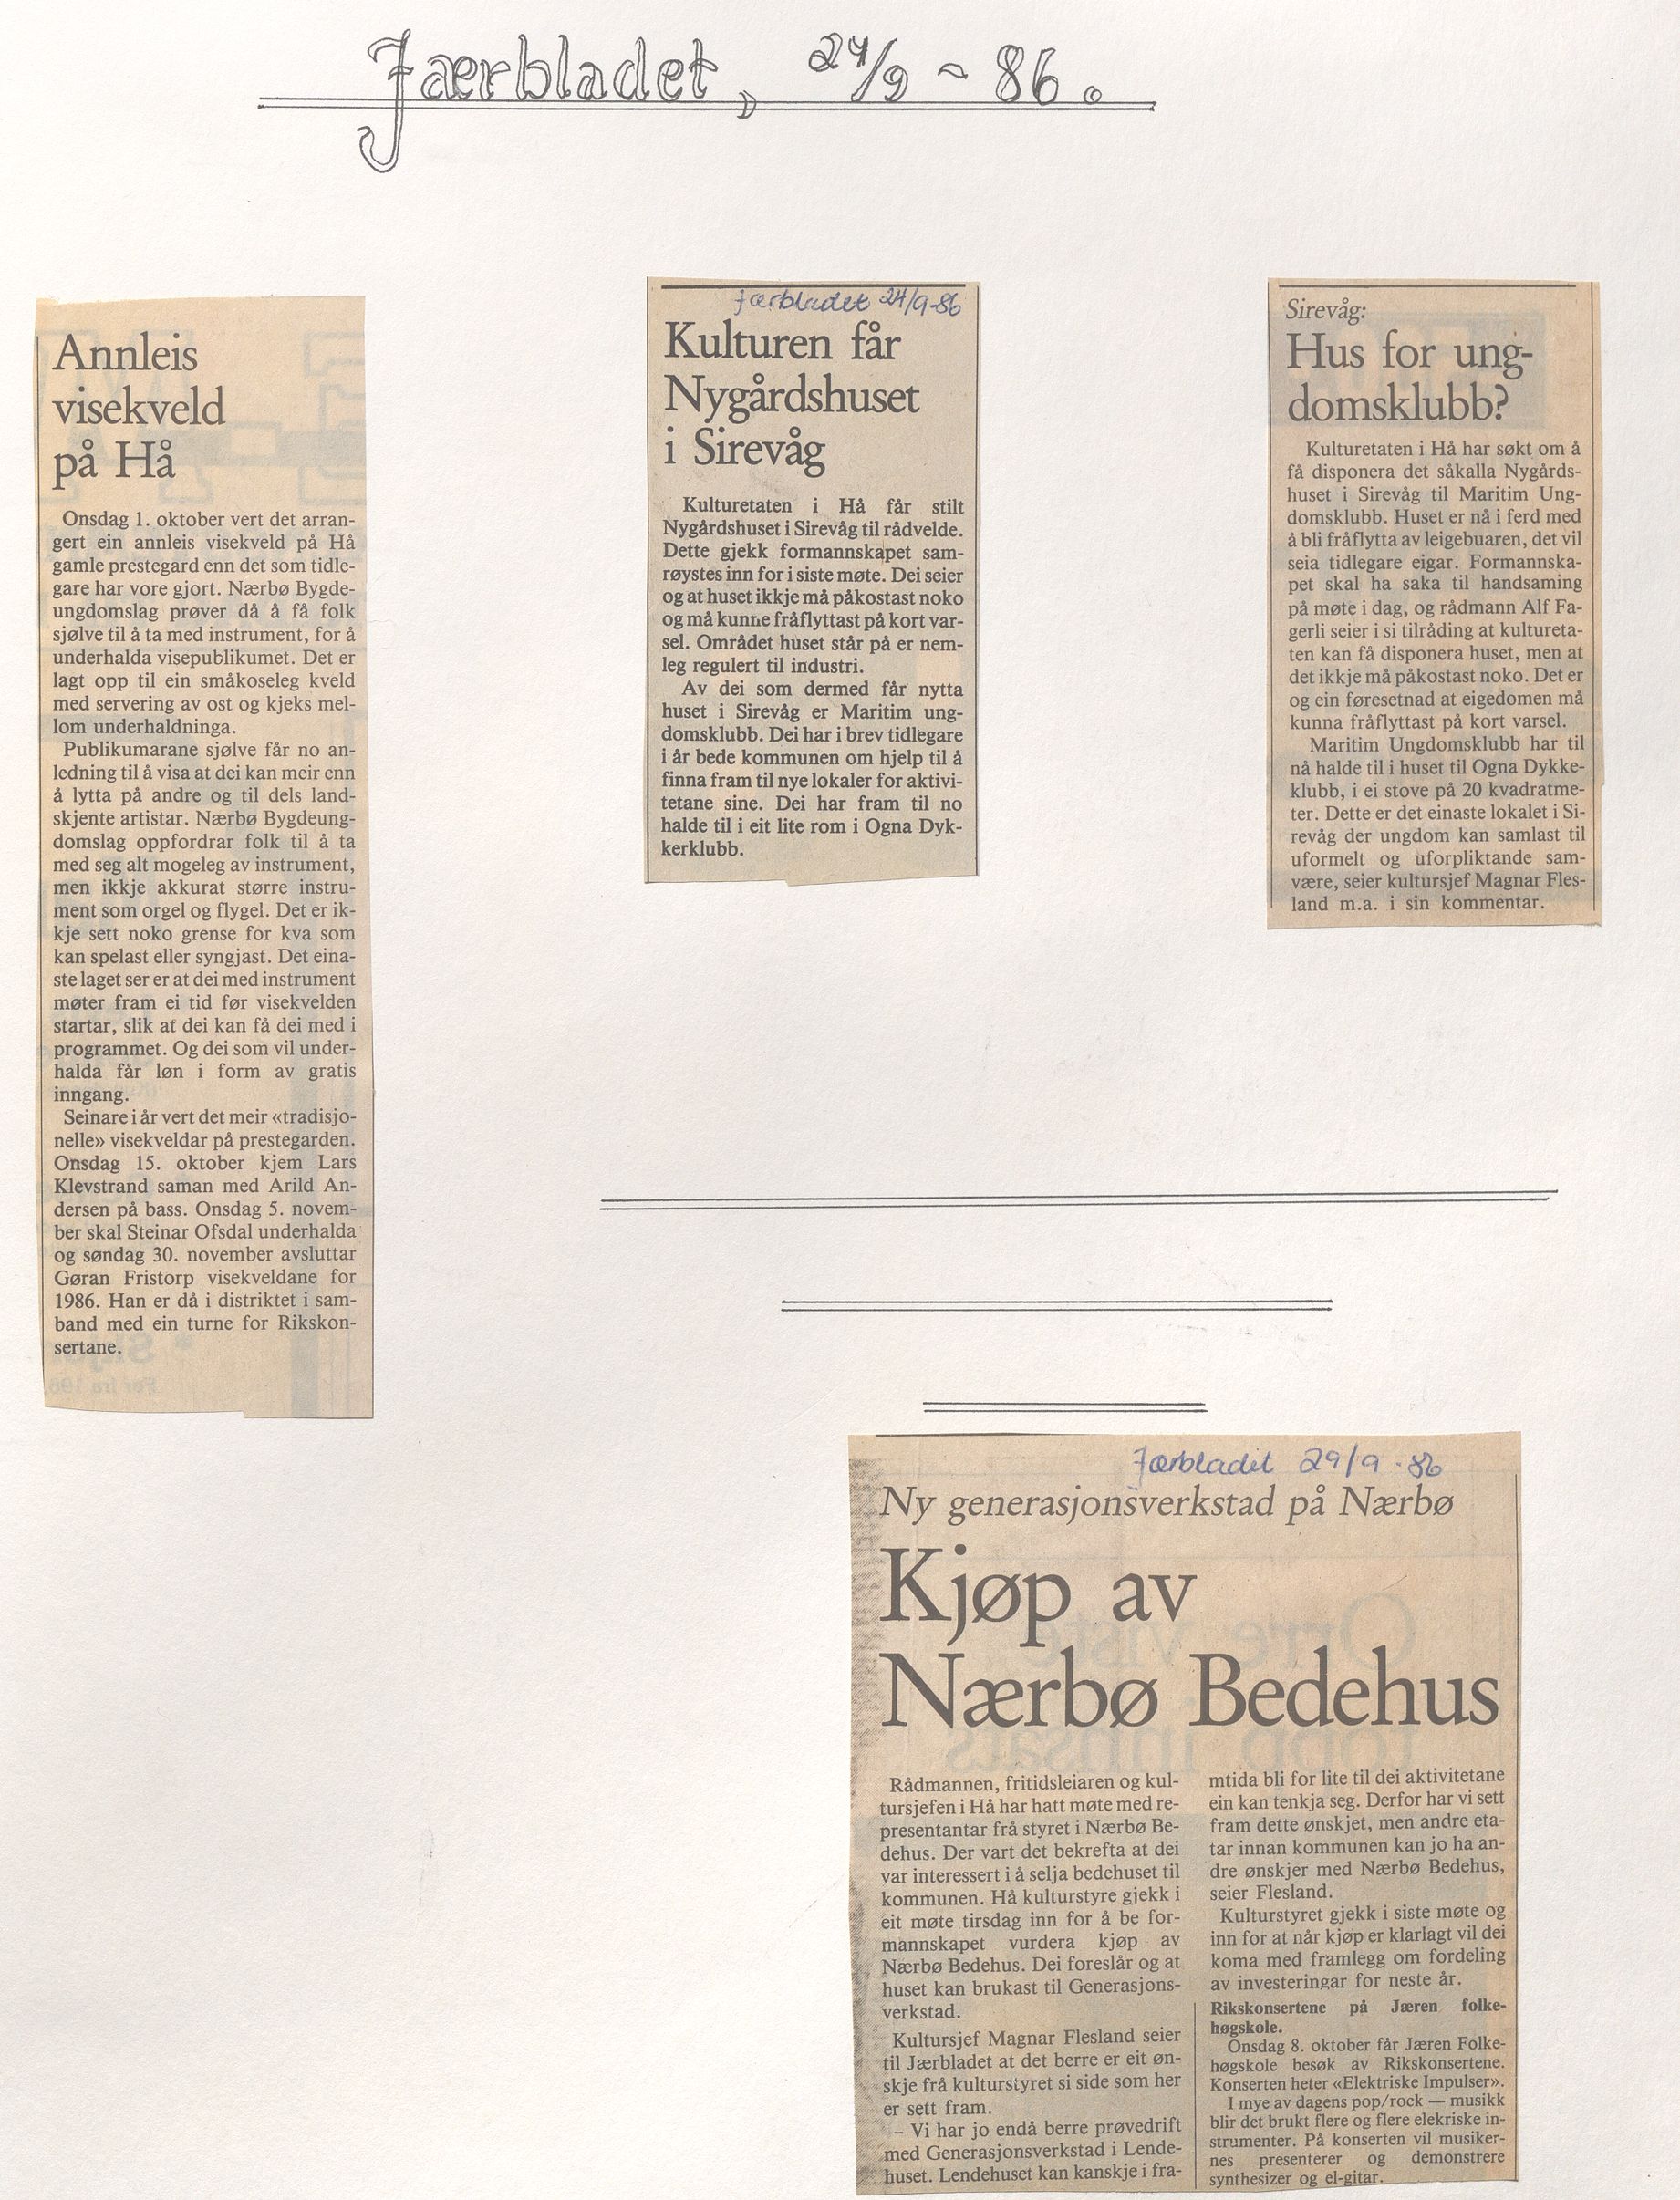 Jærbladet, 24/9 - 86.
Annleis
visekveld
på Hå
Onsdag 1. oktober vert det arran-
gert ein annleis visekveld på Hå
gamle prestegard enn det som tidle-
gare har vore gjort. Nærbø Bygde-
ungdomslag prøver då å få folk
sjølve til å ta med instrument, for å
underhalda visepublikumet. Det er
lagt opp til ein småkoseleg kveld
med servering av ost og kjeks mel-
lom underhaldninga.
Publikumarane sjølve får no an-
ledning til å visa at dei kan meir enn
å lytta på andre og til dels land-
skjente artistar. Nærbø Bygdeung-
domslag oppfordrar folk til å ta
med seg alt mogeleg av instrument,
men ikkje akkurat større instru-
ment som orgel og flygel. Det er ik-
kje sett noko grense for kva som
kan spelast eller syngjast. Det eina-
ste laget ser er at dei med instrument
møter fram ei tid før visekvelden
startar, slik at dei kan få dei med i
programmet. Og dei som vil under-
halda får løn i form av gratis
inngang.
Seinare i år vert det meir «tradisjo-
nelle» visekveldar på prestegarden.
Onsdag 15. oktober kjem Lars
Klevstrand saman med Arild An-
dersen på bass. Onsdag 5. novem-
ber skal Steinar Ofsdal underhalda
og søndag 30. november avsluttar
Gøran Fristorp visekveldane for
1986. Han er då i distriktet i sam-
band med ein turne for Rikskon-
sertane.
Jærbladet 24/9-86
Kulturen får
Nygårdshuset
i Sirevåg
Kulturetaten i Hå får stilt
Nygårdshuset i Sirevåg til rådvelde.
Dette gjekk formannskapet sam-
røystes inn for i siste møte. Dei seier
og at huset ikkje må påkostast noko
og må kunne fråflyttast på kort var-
sel. Området huset står på er nem-
leg regulert til industri.
Av dei som dermed får nytta
huset i Sirevåg er Maritim ung-
domsklubb. Dei har i brev tidlegare
i år bede kommunen om hjelp til å
finna fram til nye lokaler for aktivi-
tetane sine. Dei har fram til no
halde til i eit lite rom i Ogna Dyk-
kerklubb.
Sirevåg:
Hus for ung-
domsklubb?
Kulturetaten i Hå har søkt om å
få disponera det såkalla Nygårds-
huset i Sirevåg til Maritim Ung-
domsklubb. Huset er nå i ferd med
å bli fråflytta av leigebuaren, det vil
seia tidlegare eigar. Formannska-
pet skal ha saka til handsaming
på møte i dag, og rådmann Alf Fa-
gerli seier i si tilråding at kultureta-
ten kan få disponera huset, men at
det ikkje må påkostast noko. Det er
og ein føresetnad at eigedomen må
kunna fråflyttast på kort varsel.
Maritim Ungdomsklubb har til
nå halde til i huset til Ogna Dykke-
klubb, i ei stove på 20 kvadratme-
ter. Dette er det einaste lokalet i Si-
revåg der ungdom kan samlast til
uformelt og uforpliktande sam-
være, seier kultursjef Magnar Fles-
land m.a. i sin kommentar.
Jærbladet 29/9-86
Ny generasjonsverkstad på Nærbø
Kjøp av
Nærbø Bedehus
Rådmannen, fritidsleiaren og kul-
tursjefen i Hå har hatt møte med re-
presentantar frå styret i Nærbø Be-
dehus. Der vart det bekrefta at dei
var interessert i å selja bedehuset til
kommunen. Hå kulturstyre gjekk i
eit møte tirsdag inn for å be for-
mannskapet vurdera kjøp av
Nærbø Bedehus. Dei foreslår og at
huset kan brukast til Generasjons-
verkstad.
Kultursjef Magnar Flesland seier
til Jærbladet at det berre er eit øn-
skje frå kulturstyret si side som her
er sett fram.
– Vi har jo endå berre prøvedrift
med Generasjonsverkstad i Lende-
huset. Lendehuset kan kanskje i fra-
mtida bli for lite til dei aktivitetane
ein kan tenkja seg. Derfor har vi sett
fram dette ønskjet, men andre eta-
tar innan kommunen kan jo ha an-
dre ønskjer med Nærbø Bedehus,
seier Flesland.
Kulturstyret gjekk i siste møte og
inn for at når kjøp er klarlagt vil dei
koma med framlegg om fordeling
av investeringar for neste år.
Rikskonsertene på Jæren folke-
høgskole.
Onsdag 8. oktober får Jæren Folke-
høgskole besøk av Rikskonsertene.
Konserten heter «Elektriske Impulser».
I mye av dagens pop/rock — musikk
blir det brukt flere og flere elekriske in-
strumenter. På konserten vil musiker-
nes presenterer og demonstrere
synthesizer og el-gitar.